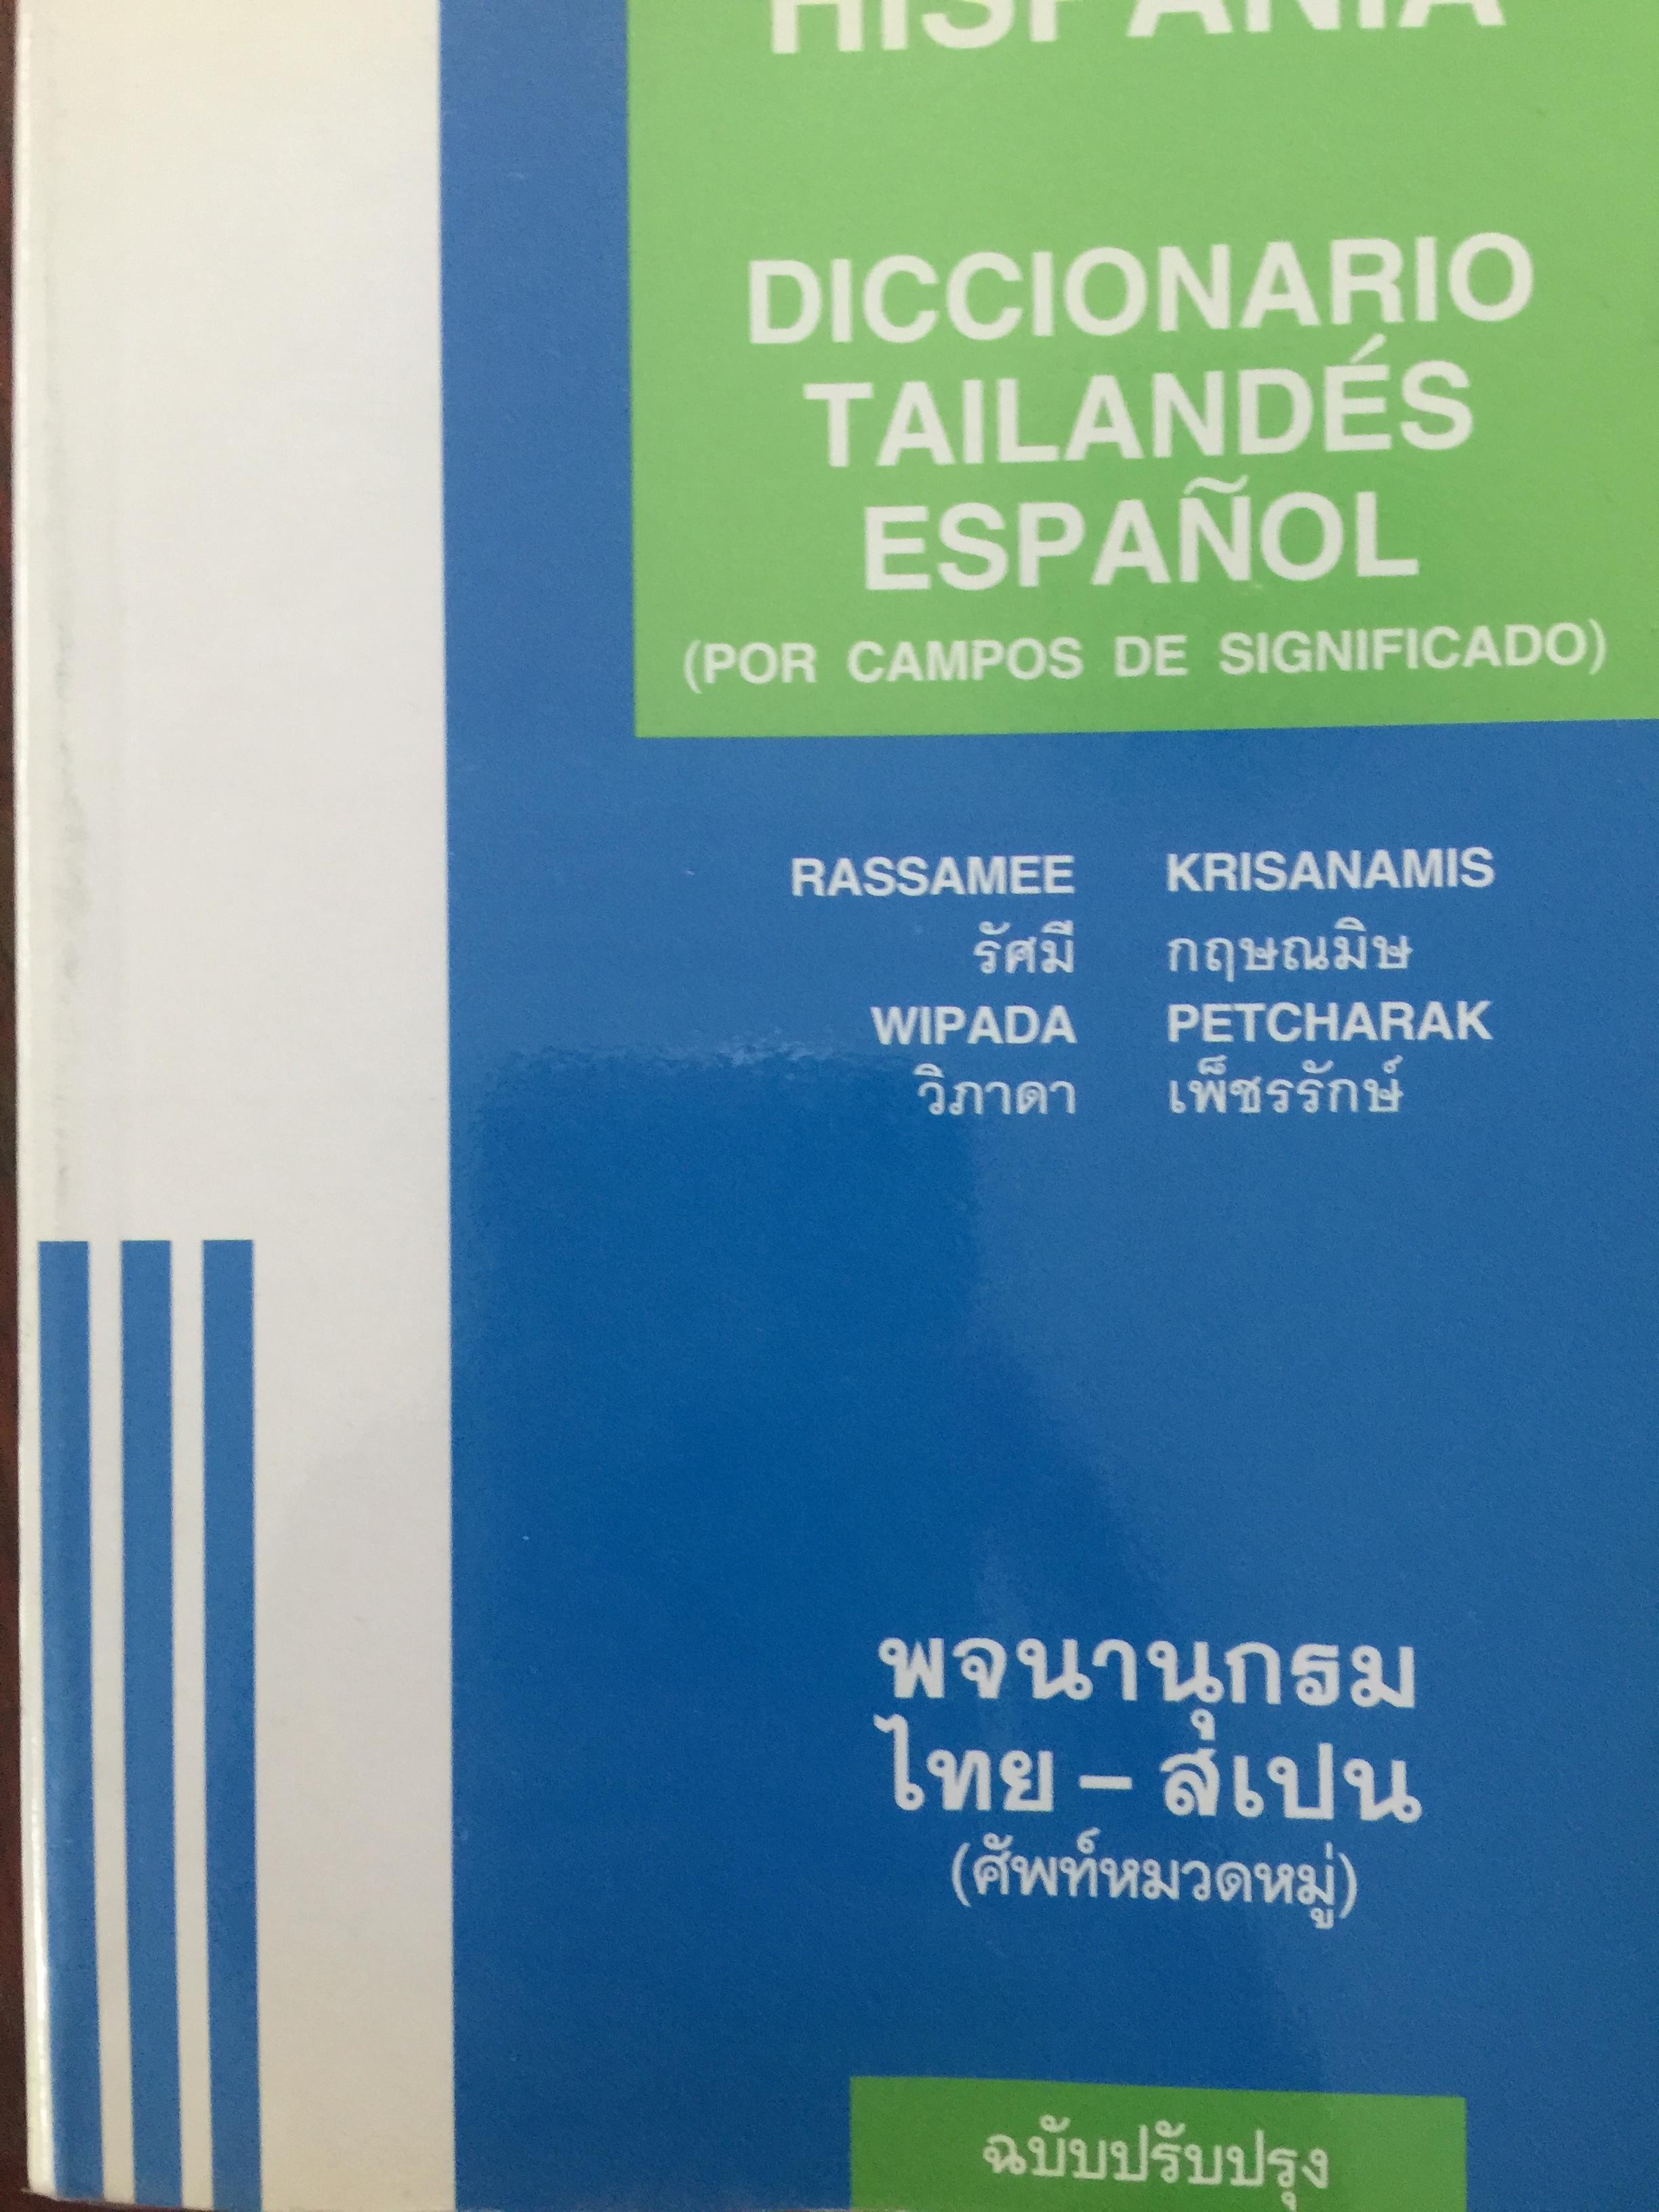 HISPANIA
DICCIONARIO
TAILANDÉS
ESPAÑOL
(POR CAMPOS DE SIGNIFICADO)
RASSAMEE KRISANAMIS
รัศมี กฤษณมิษ
WIPADA PETCHARAK
วิภาดา เพ็ชรรักษ์
พจนานุกรม
ไทย – สเปน
(ศัพท์หมวดหมู่)
ฉบับปรับปรุง